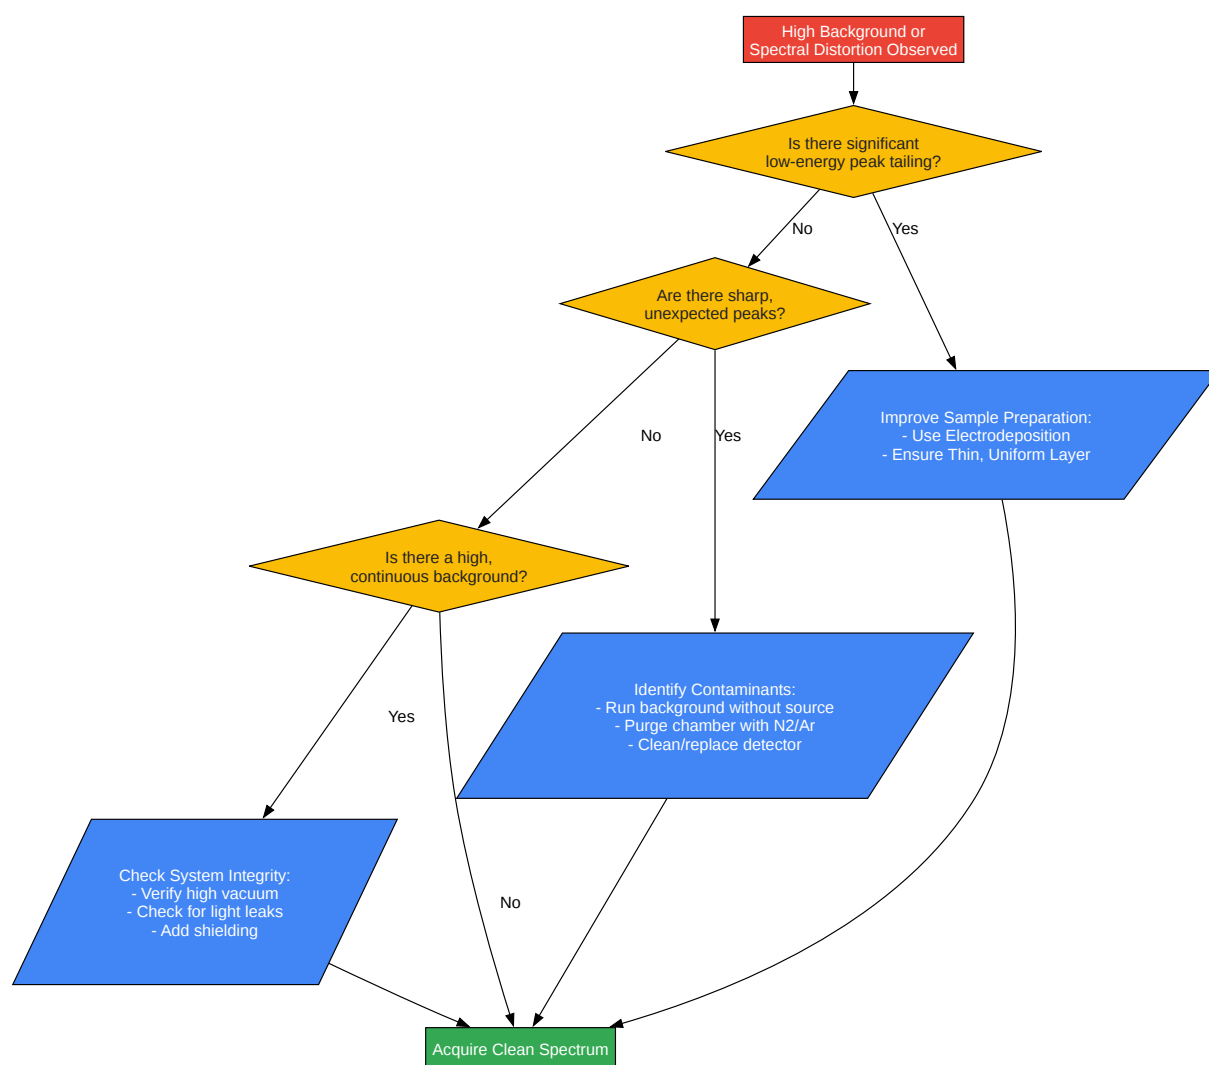 High Background or
Spectral Distortion Observed
Is there significant
low-energy peak tailing?
No
Yes
Are there sharp,
unexpected peaks?
Improve Sample Preparation:
- Use Electrodeposition
- Ensure Thin, Uniform Layer
No
Yes
Is there a high,
continuous background?
Identify Contaminants:
- Run background without source
- Purge chamber with N2/Ar
- Clean/replace detector
Yes
Check System Integrity:
- Verify high vacuum
- Check for light leaks
- Add shielding
No
Acquire Clean Spectrum